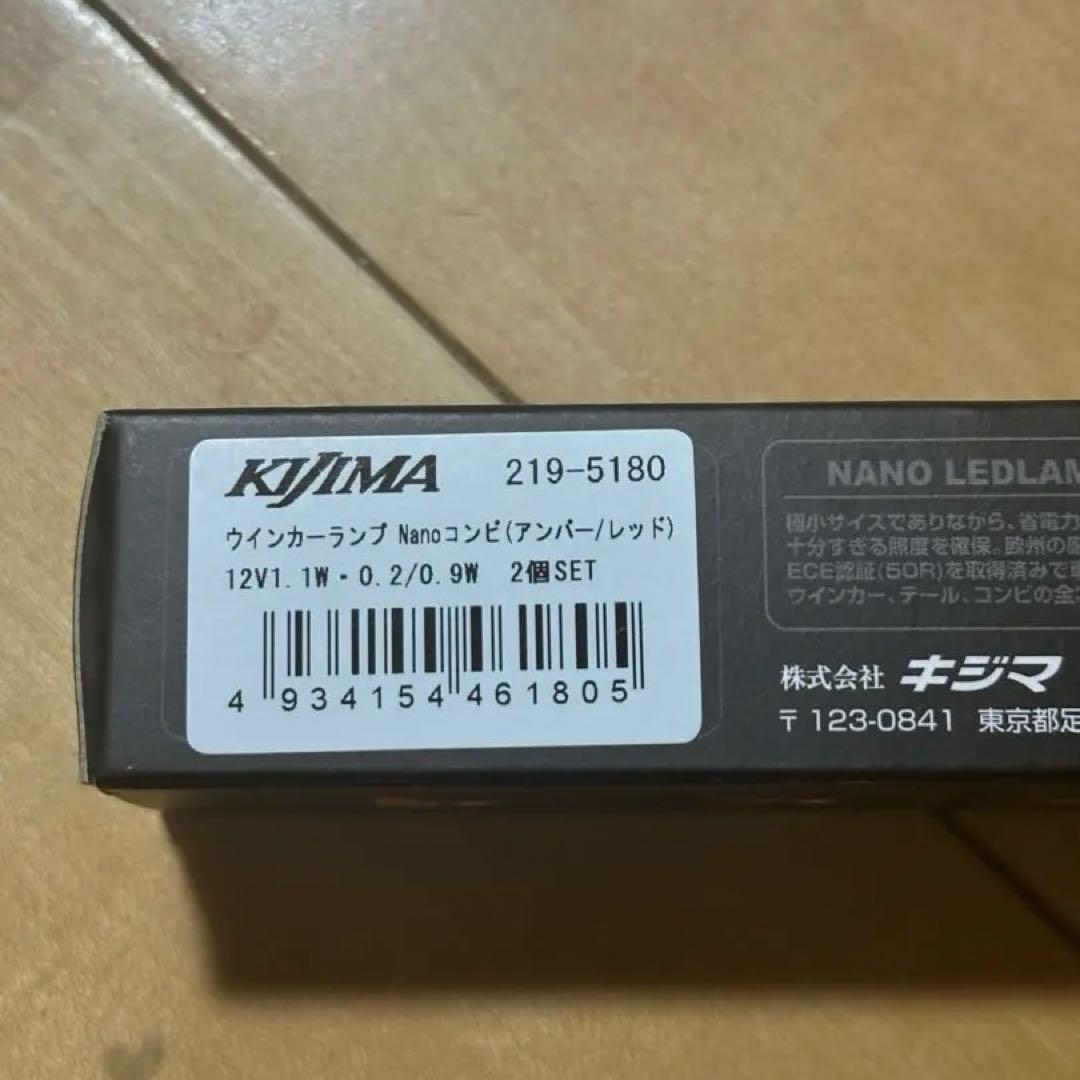 KIJIMA 219-5180
ウインカーランプ Nanoコンビ(アンバー/レッド)
12V1.1W・0.2/0.9W 2個SET
4 934154 461805
NANO LEDLAM
極小サイズでありながら、省電力
十分すぎる照度を確保。欧州の
ECE認証(50R)を取得済みで
ウインカー、テール、コンビの全
株式会社 キジマ
〒123-0841 東京都足